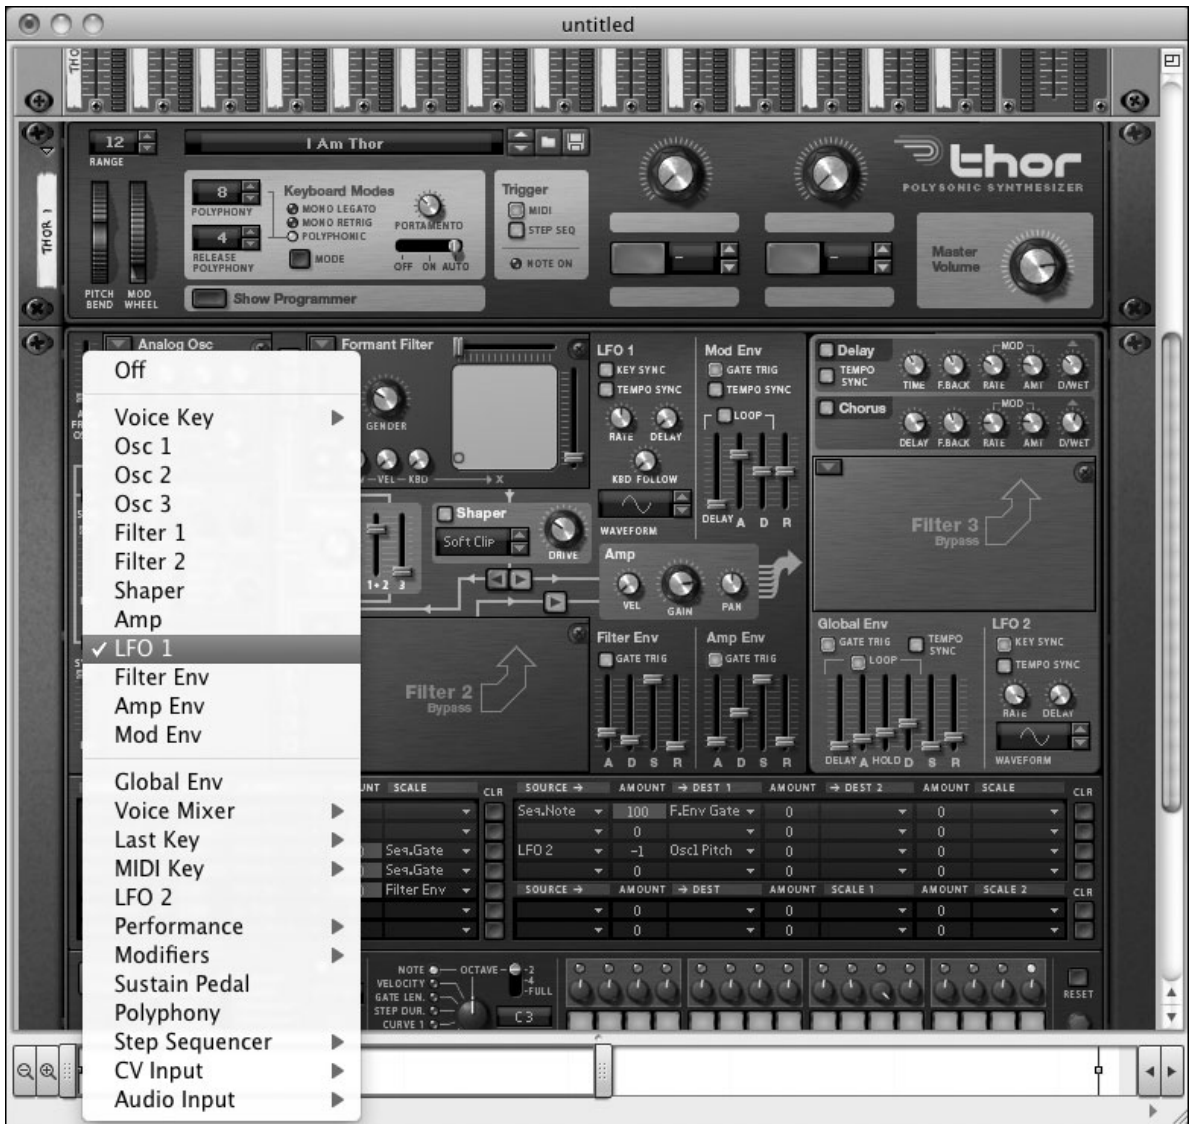 untitled
THO
12
RANGE
I Am Thor
thor
POLYSONIC SYNTHESIZER
THOR 1
PITCH BEND
MOD WHEEL
8
POLYPHONY
4
RELEASE POLYPHONY
Keyboard Modes
MONO LEGATO
MONO RETRIG
POLYPHONIC
MODE
PORTAMENTO
OFF ON AUTO
Trigger
MIDI
STEP SEQ
NOTE ON
Master Volume
Show Programmer
Analog Osc
Formant Filter
GENDER
VEL KBD
X
LFO 1
KEY SYNC
TEMPO SYNC
RATE DELAY
KBD FOLLOW
WAVEFORM
Mod Env
GATE TRIG
TEMPO SYNC
LOOP
DELAY A D R
Delay
TEMPO SYNC
MOD
TIME F.BACK RATE AMT D/WET
Chorus
MOD
DELAY F.BACK RATE AMT D/WET
Shaper
Soft Clip
DRIVE
1+2 3
Amp
VEL GAIN PAN
Filter 3
Bypass
Filter 2
Bypass
Filter Env
GATE TRIG
A D S R
Amp Env
GATE TRIG
A D S R
Global Env
GATE TRIG
TEMPO SYNC
LOOP
DELAY A HOLD D S R
LFO 2
KEY SYNC
TEMPO SYNC
RATE DELAY
WAVEFORM
Off
Voice Key
Osc 1
Osc 2
Osc 3
Filter 1
Filter 2
Shaper
Amp
✓ LFO 1
Filter Env
Amp Env
Mod Env
Global Env
Voice Mixer
Last Key
MIDI Key
LFO 2
Performance
Modifiers
Sustain Pedal
Polyphony
Step Sequencer
CV Input
Audio Input
SCALE CLR SOURCE → AMOUNT → DEST 1 AMOUNT → DEST 2 AMOUNT SCALE CLR
Seq.Note 100 F.Env Gate 0 0
0 0 0
Seq.Gate LFO 2 -1 Osc1 Pitch 0 0
Seq.Gate 0 0 0
Filter Env SOURCE → AMOUNT → DEST AMOUNT SCALE 1 AMOUNT SCALE 2 CLR
0 0 0
0 0 0
NOTE
VELOCITY
GATE LEN.
STEP DUR.
CURVE 1
OCTAVE
2
4
FULL
C 3
RESET